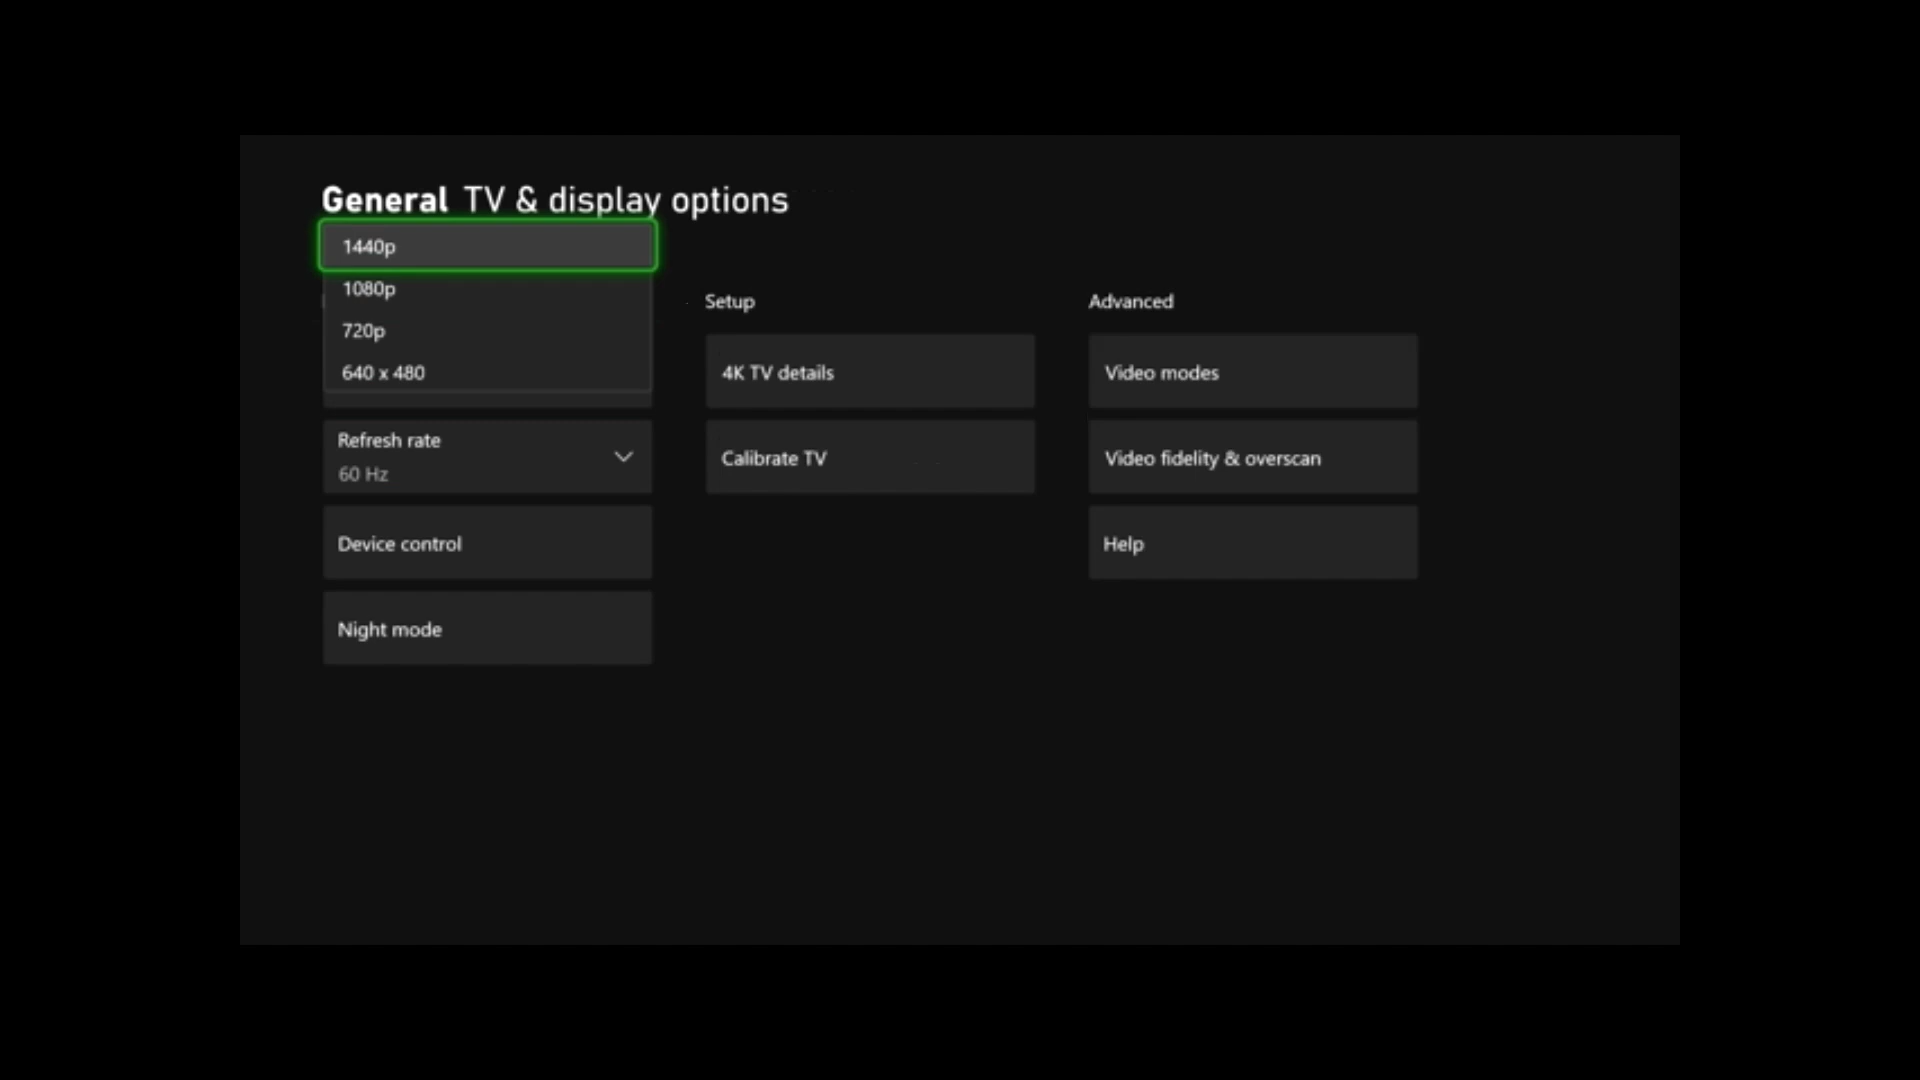 General TV & display options
1440p
1080p
720p
640 x 480
Refresh rate
60 Hz
Device control
Night mode
Setup
4K TV details
Calibrate TV
Advanced
Video modes
Video fidelity & overscan
Help